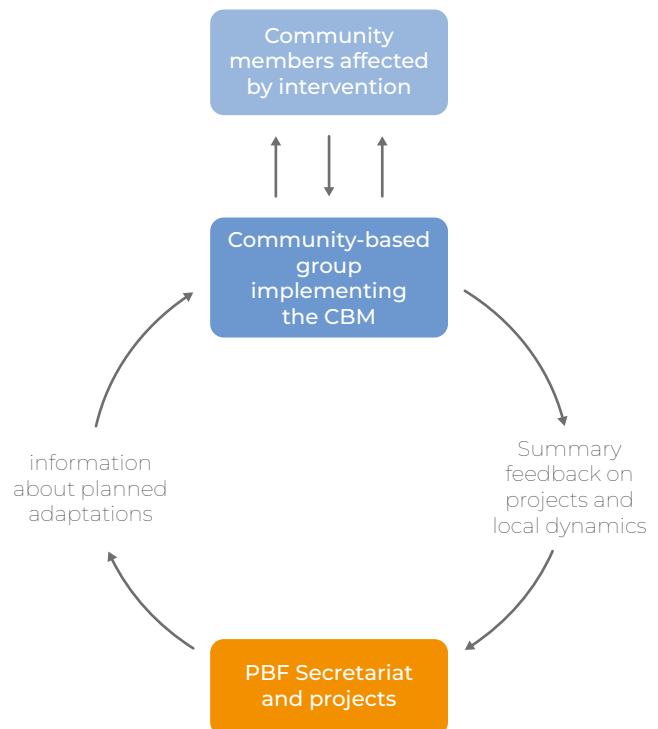 Community
members affected
by intervention
Community-based
group
implementing
the CBM
information
about planned
adaptations
Summary
feedback on
projects and
local dynamics
PBF Secretariat
and projects